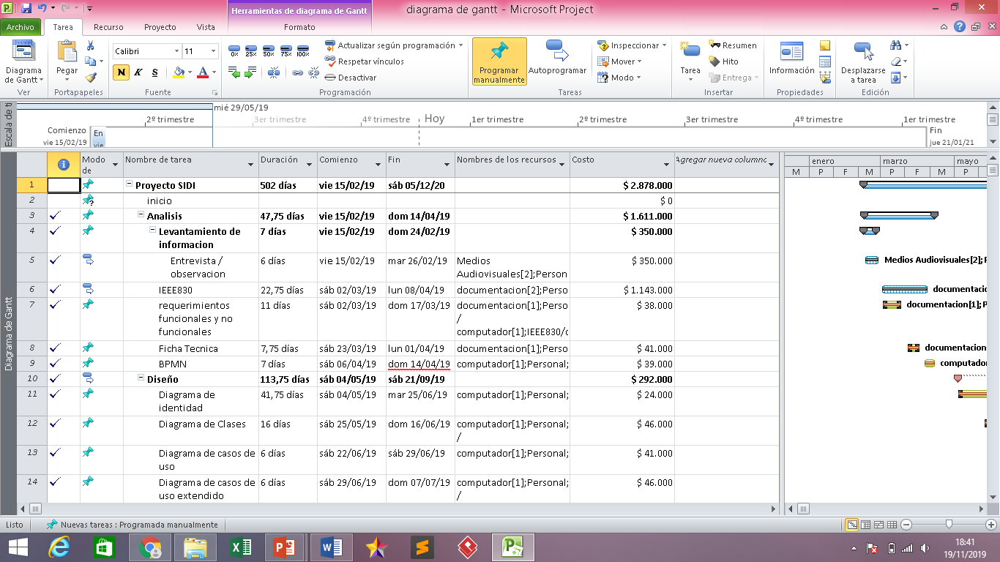 Herramientas de diagrama de Gantt
diagrama de gantt - Microsoft Project
Archivo Tarea Recurso Proyecto Vista Formato
Diagrama de Gantt
Ver
Pegar
Portapapeles
Calibri 11
N K S A
Fuente
0% 25% 50% 75% 100%
Actualizar según programación
Respetar vínculos
Desactivar
Programación
Programar manualmente
Autoprogramar
Inspeccionar
Mover
Modo
Tareas
Tarea
Resumen
Hito
Entrega
Insertar
Información
Propiedades
Desplazarse a tarea
Edición
Escala de ti
mié 29/05/19
2º trimestre 3er trimestre 4º trimestre Hoy 1er trimestre 2º trimestre 3er trimestre 4º trimestre 1er trimestre
Comienzo
vie 15/02/19
En
vie
Fin
jue 21/01/21
Diagrama de Gantt
Modo de Nombre de tarea Duración Comienzo Fin Nombres de los recursos Costo Agregar nueva columna
enero marzo mayo
M P F M P F M P
1 Proyecto SIDI 502 días vie 15/02/19 sáb 05/12/20 $ 2.878.000
2 inicio $ 0
3 Analisis 47,75 días vie 15/02/19 dom 14/04/19 $ 1.611.000
4 Levantamiento de 7 días vie 15/02/19 dom 24/02/19 $ 350.000
informacion
5 Entrevista / 6 días vie 15/02/19 mar 26/02/19 Medios $ 350.000 Medios Audiovisuales[2];
observacion Audiovisuales[2];Person
6 IEEE830 22,75 días sáb 02/03/19 lun 08/04/19 documentacion[2];Perso $ 1.143.000 documentac
7 requerimientos 11 días sáb 02/03/19 dom 17/03/19 documentacion[1];Perso $ 38.000 documentacion[1];
funcionales y no /
funcionales computador[1];IEEE830/
8 Ficha Tecnica 7,75 días sáb 23/03/19 lun 01/04/19 documentacion[1];Perso $ 41.000 documentacion
9 BPMN 7 días sáb 06/04/19 dom 14/04/19 computador[1];Personal; $ 39.000 computado
10 Diseño 113,75 días sáb 04/05/19 sáb 21/09/19 $ 292.000
11 Diagrama de 41,75 días sáb 04/05/19 mar 25/06/19 computador[1];Personal; $ 24.000
identidad
12 Diagrama de Clases 16 días sáb 25/05/19 dom 16/06/19 computador[1];Personal; $ 46.000
/
13 Diagrama de casos de 6 días sáb 22/06/19 sáb 29/06/19 computador[1];Personal; $ 41.000
uso
14 Diagrama de casos de 6 días sáb 29/06/19 dom 07/07/19 computador[1];Personal; $ 46.000
uso extendido /
Listo Nuevas tareas : Programada manualmente
18:41
19/11/2019